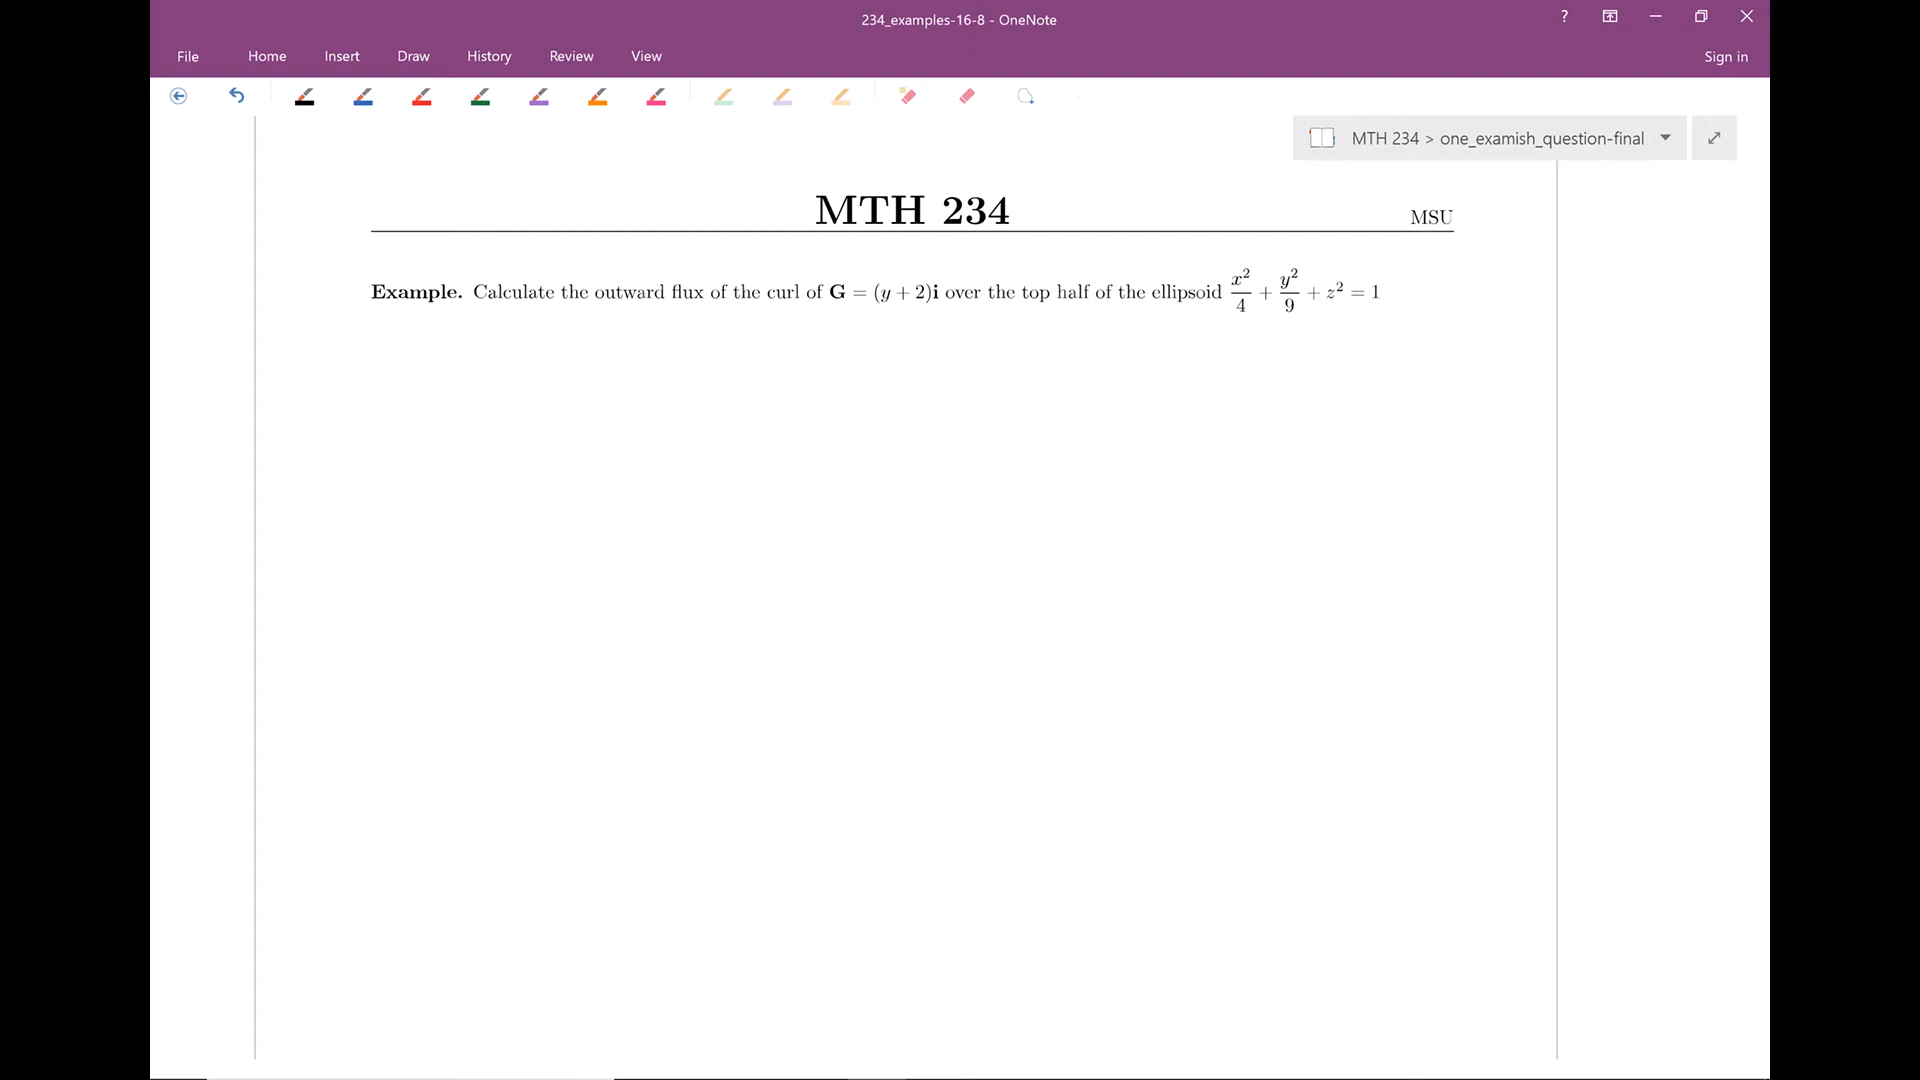 234_examples-16-8 - OneNote
?
File Home Insert Draw History Review View Sign in
MTH 234 > one_examish_question-final
MTH 234 MSU
Example. Calculate the outward flux of the curl of G = (y + 2)i over the top half of the ellipsoid x²/4 + y²/9 + z² = 1